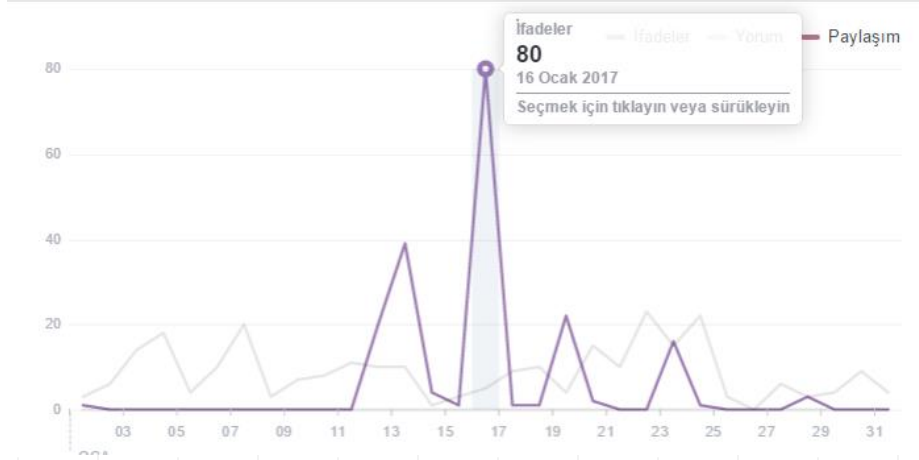 İfadeler
80
16 Ocak 2017
Seçmek için tıklayın veya sürükleyin
İfadeler Yorum Paylaşım
80
60
40
20
0
03 05 07 09 11 13 15 17 19 21 23 25 27 29 31